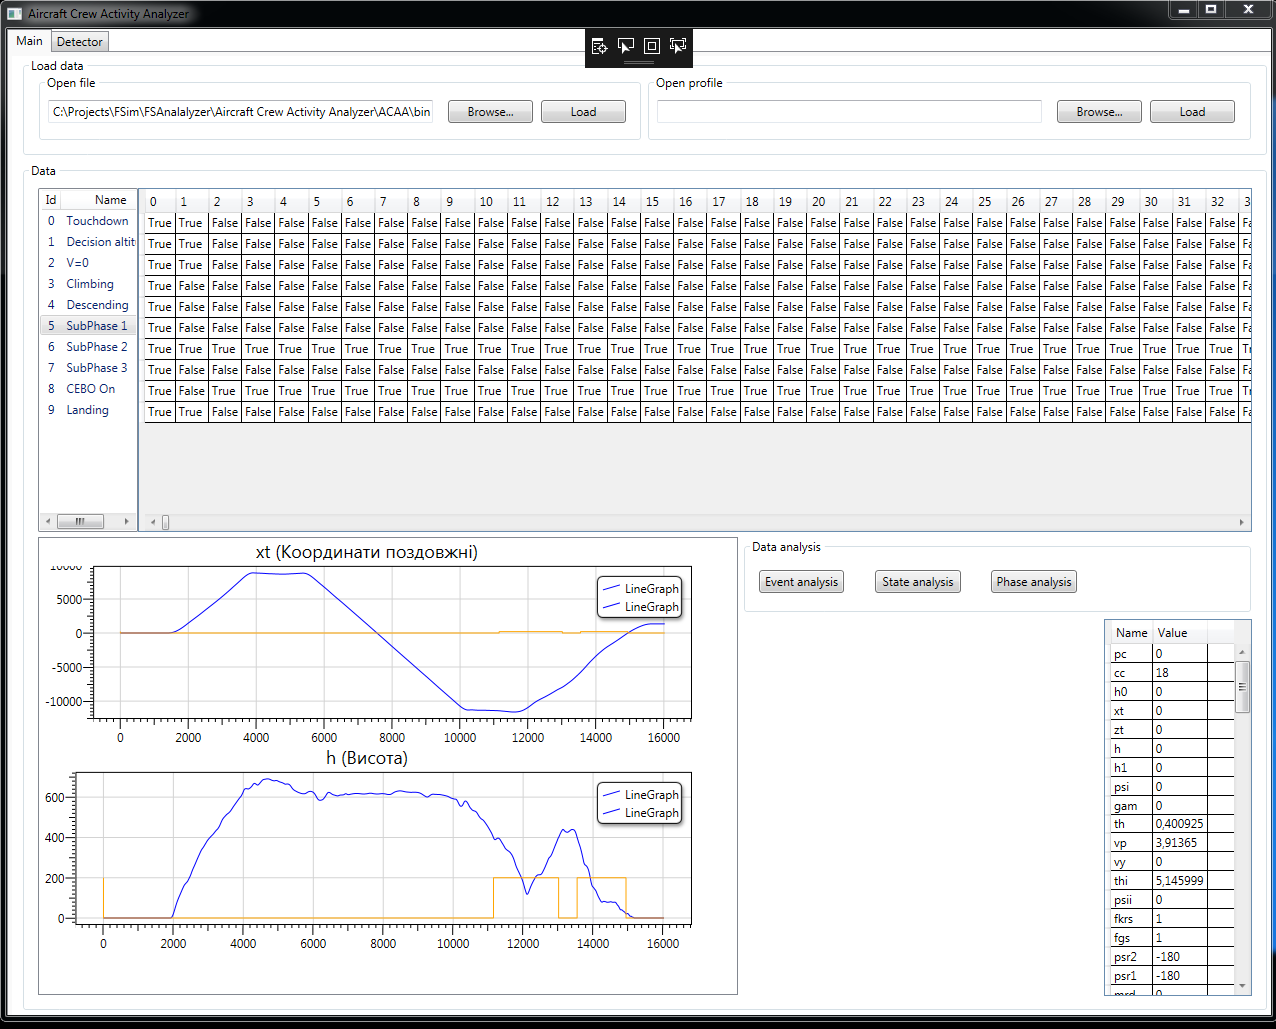 Aircraft Crew Activity Analyzer
Main Detector
Load data
Open file Open profile
C:\Projects\FSim\FSAnalalyzer\Aircraft Crew Activity Analyzer\ACAA\bin Browse... Load Browse... Load
Data
Id Name 0 1 2 3 4 5 6 7 8 9 10 11 12 13 14 15 16 17 18 19 20 21 22 23 24 25 26 27 28 29 30 31 32 3
0 Touchdown True True False False False False False False False False False False False False False False False False False False False False False False False False False False False False False False False Fa
1 Decision altit True True False False False False False False False False False False False False False False False False False False False False False False False False False False False False False False False Fa
2 V=0 True True False False False False False False False False False False False False False False False False False False False False False False False False False False False False False False False Fa
3 Climbing True False False False False False False False False False False False False False False False False False False False False False False False False False False False False False False False False Fa
4 Descending True False False False False False False False False False False False False False False False False False False False False False False False False False False False False False False False False Fa
5 SubPhase 1 True False False False False False False False False False False False False False False False False False False False False False False False False False False False False False False False False Fa
6 SubPhase 2 True True True True True True True True True True True True True True True True True True True True True True True True True True True True True True True True True Tr
7 SubPhase 3 True False False False False False False False False False False False False False False False False False False False False False False False False False False False False False False False False Fa
8 CEBO On True False True True True True True True True True True True True True True True True True True True True True True True True True True True True True True True True Tr
9 Landing True True False False False False False False False False False False False False False False False False False False False False False False False False False False False False False False False Fa
xt (Координати поздовжні)
10000
5000
0
-5000
-10000
LineGraph
LineGraph
0 2000 4000 6000 8000 10000 12000 14000 16000
h (Висота)
600
400
200
0
LineGraph
LineGraph
0 2000 4000 6000 8000 10000 12000 14000 16000
Data analysis
Event analysis State analysis Phase analysis
Name Value
pc 0
cc 18
h0 0
xt 0
zt 0
h 0
h1 0
psi 0
gam 0
th 0,400925
vp 3,91365
vy 0
thi 5,145999
psii 0
fkrs 1
fgs 1
psr2 -180
psr1 -180
mrd 0